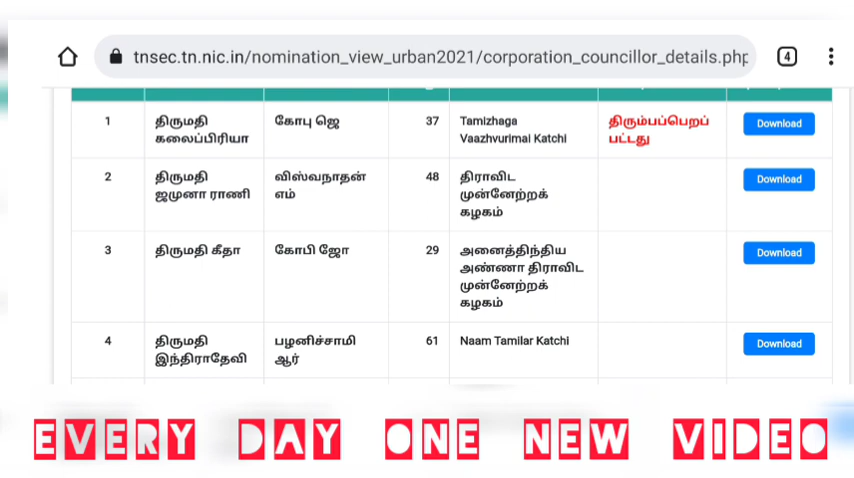 tnsec.tn.nic.in/nomination_view_urban2021/corporation_councillor_details.php
4
1 திருமதி கோபு ஜெ 37 Tamizhaga திரும்பப்பெறப் Download
கலைப்பிரியா Vaazhvurimai Katchi பட்டது
2 திருமதி விஸ்வநாதன் 48 திராவிட Download
ஜமுனா ராணி எம் முன்னேற்றக்
கழகம்
3 திருமதி கீதா கோபி ஜோ 29 அனைத்திந்திய Download
அண்ணா திராவிட
முன்னேற்றக்
கழகம்
4 திருமதி பழனிச்சாமி 61 Naam Tamilar Katchi Download
இந்திராதேவி ஆர்
EVERY DAY ONE NEW VIDEO